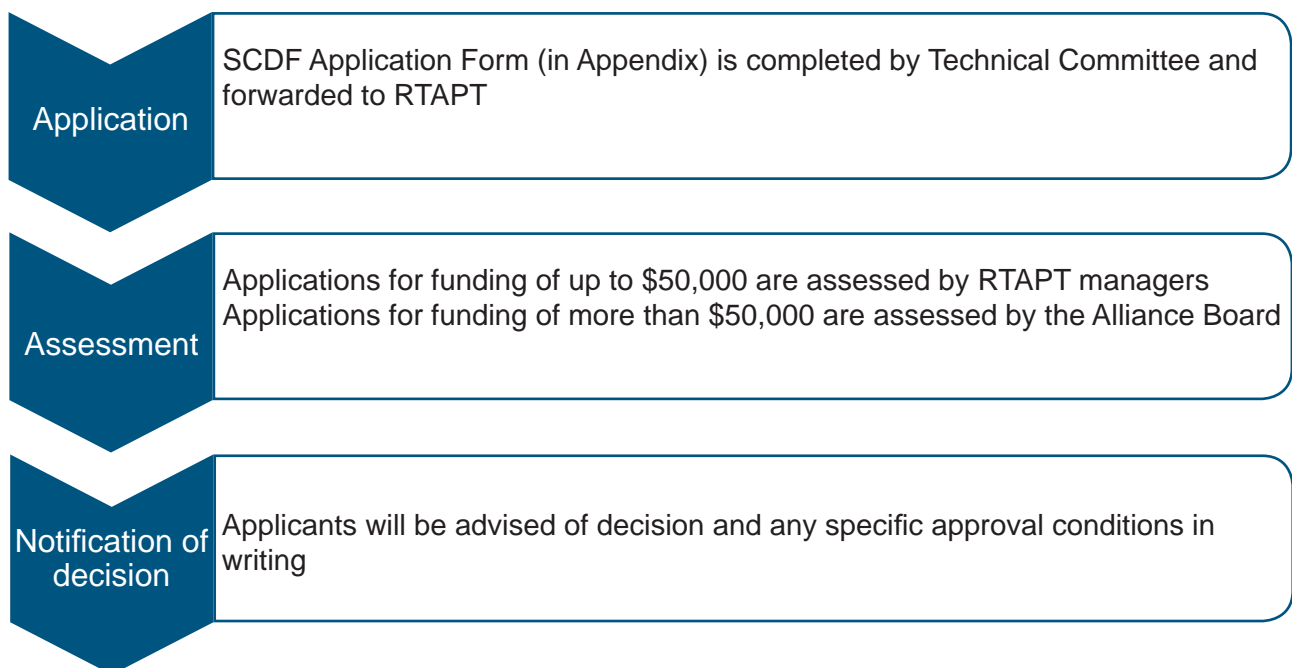 Application
SCDF Application Form (in Appendix) is completed by Technical Committee and
forwarded to RTAPT
Assessment
Applications for funding of up to $50,000 are assessed by RTAPT managers
Applications for funding of more than $50,000 are assessed by the Alliance Board
Notification of
decision
Applicants will be advised of decision and any specific approval conditions in
writing